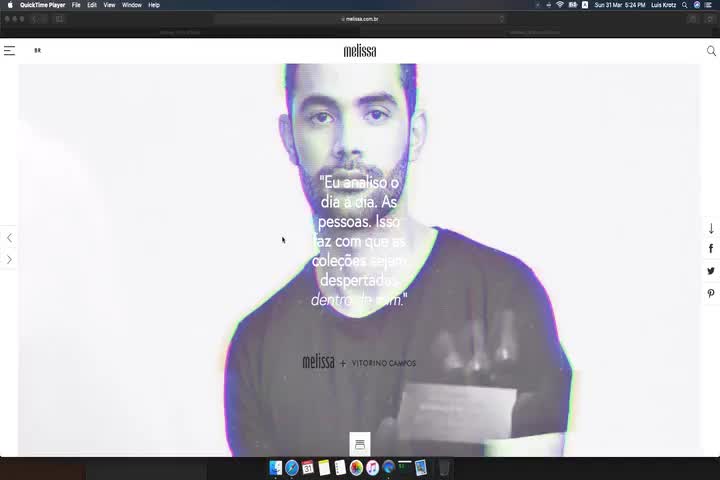 QuickTime Player File Edit View Window Help
Sun 31 Mar 5:24 PM Luis Krotz
melissa.com.br
BR
melissa
"Eu analiso o
dia a dia. As
pessoas. Isso
faz com que as
coleções sejam
despertadas
dentro de mim."
melissa + VITORINO CAMPOS